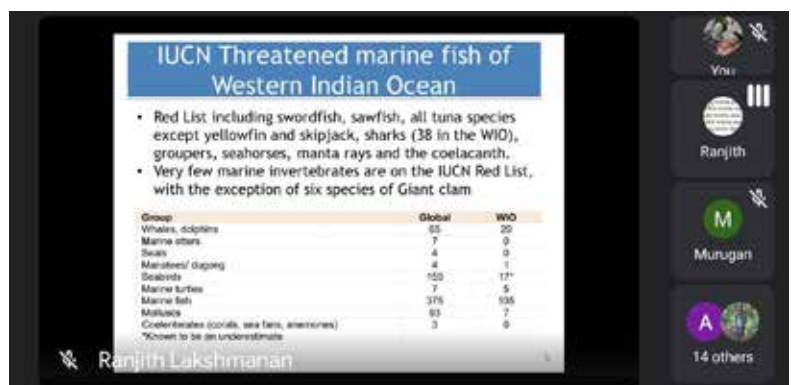 IUCN Threatened marine fish of
Western Indian Ocean
• Red List including swordfish, sawfish, all tuna species
except yellowfin and skipjack, sharks (38 in the WIO),
groupers, seahorses, manta rays and the coelacanth.
• Very few marine invertebrates are on the IUCN Red List,
with the exception of six species of Giant clam
Group Global WIO
Whales, dolphins 65 20
Marine otters 7 0
Seals 4 0
Manatees/ dugong 4 1
Seabirds 17*
Marine turtles 7 5
Marine fish 375
Molluscs 93 7
Coelenterates (corals, sea fans, anemones) 3 0
*Known to be an underestimate
Ranjith Lakshmanan
You
Ranjith
M
Murugan
A
14 others